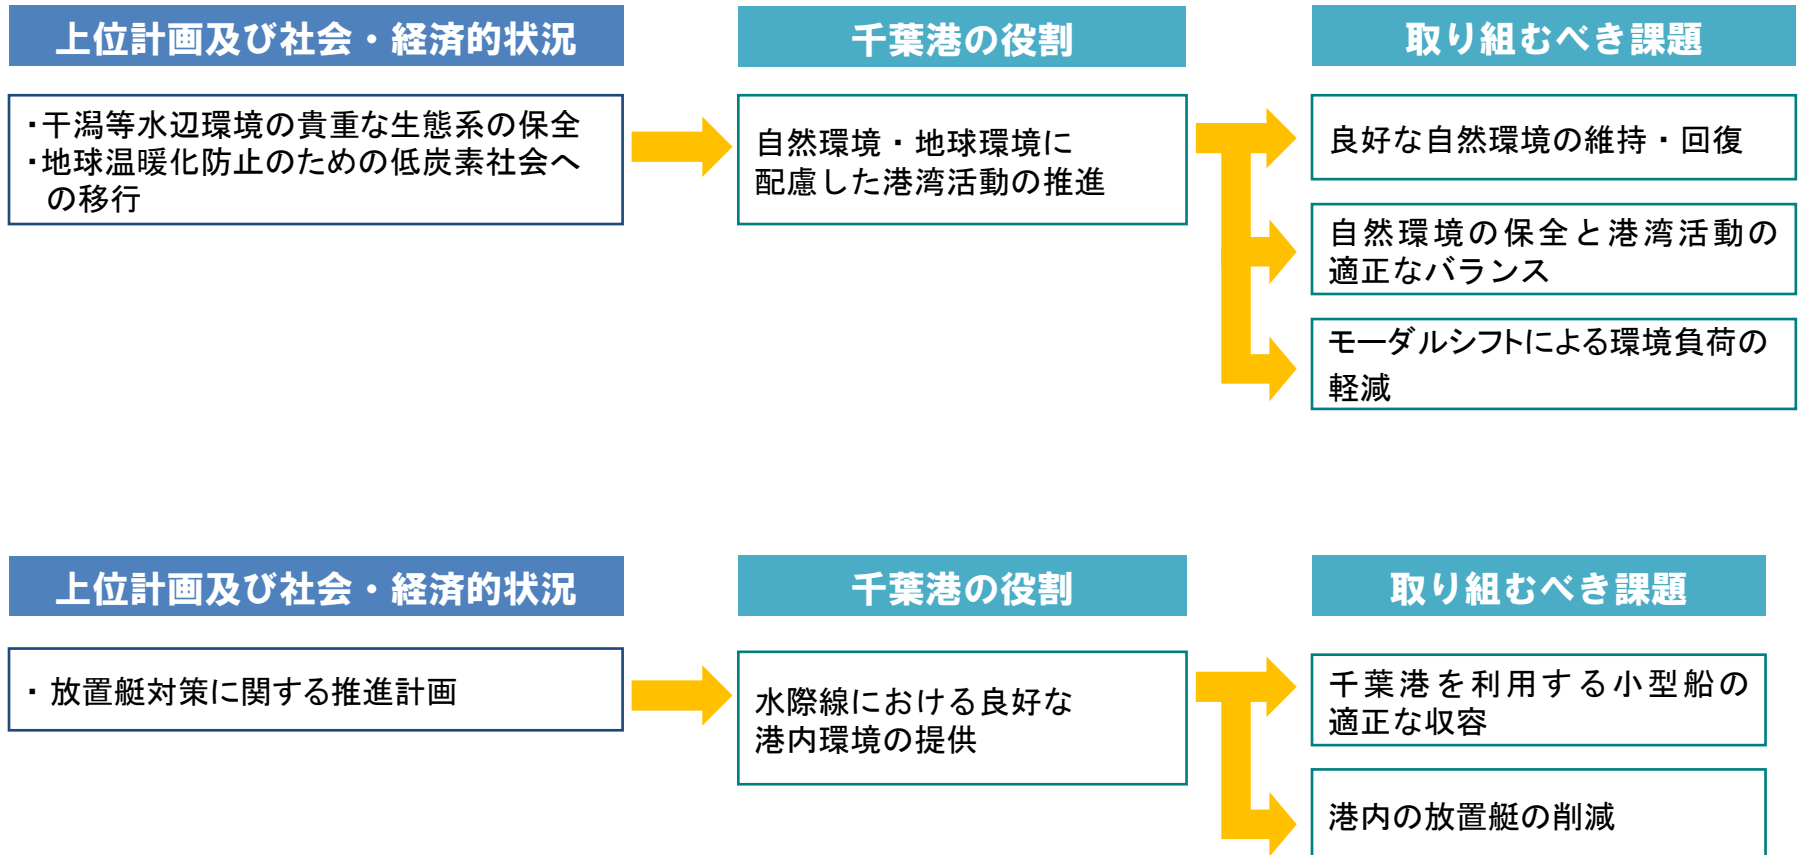 上位計画及び社会・経済的状況
千葉港の役割
取り組むべき課題
・干潟等水辺環境の貴重な生態系の保全
・地球温暖化防止のための低炭素社会へ
の移行
自然環境・地球環境に
配慮した港湾活動の推進
良好な自然環境の維持・回復
自然環境の保全と港湾活動の
適正なバランス
モーダルシフトによる環境負荷の
軽減
上位計画及び社会・経済的状況
千葉港の役割
取り組むべき課題
・放置艇対策に関する推進計画
水際線における良好な
港内環境の提供
千葉港を利用する小型船の
適正な収容
港内の放置艇の削減